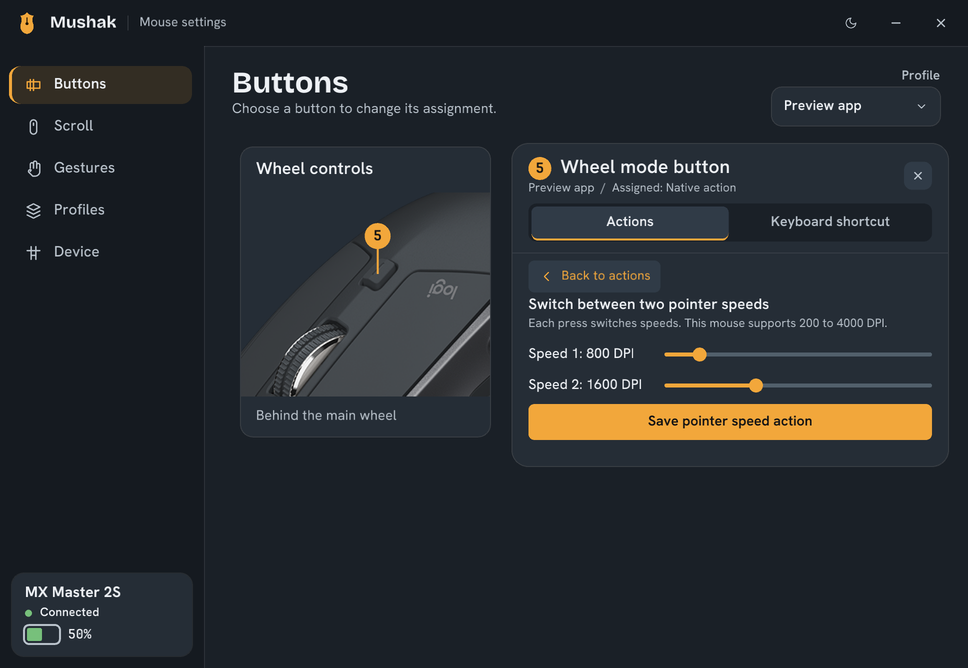 Mushak
Mouse settings
Buttons
Scroll
Gestures
Profiles
Device
MX Master 2S
Connected
50%
Buttons
Choose a button to change its assignment.
Profile
Preview app
Wheel controls
5
logi
Behind the main wheel
5 Wheel mode button
Preview app / Assigned: Native action
Actions
Keyboard shortcut
Back to actions
Switch between two pointer speeds
Each press switches speeds. This mouse supports 200 to 4000 DPI.
Speed 1: 800 DPI
Speed 2: 1600 DPI
Save pointer speed action